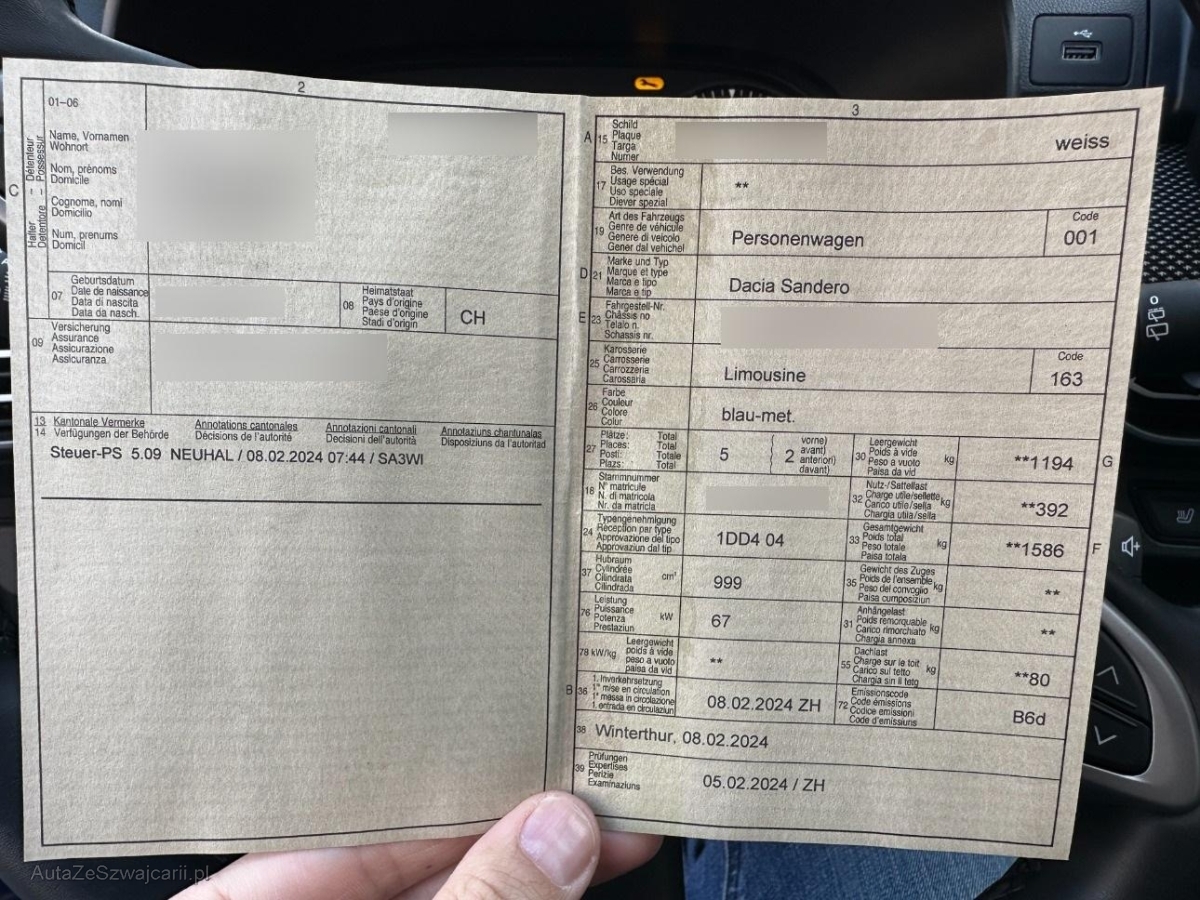 2
01–06
C
Halter – Détenteur
Detentore – Possessur
Name, Vornamen
Wohnort
Nom, prénoms
Domicile
Cognome, nomi
Domicilio
Num, prenums
Domicil
07
Geburtsdatum
Date de naissance
Data di nascita
Data da nasch.
08
Heimatstaat
Pays d'origine
Paese d'origine
Stadi d'origin
CH
09
Versicherung
Assurance
Assicurazione
Assicuranza
13
14
Kantonale Vermerke
Verfügungen der Behörde
Annotations cantonales
Décisions de l'autorité
Annotazioni cantonali
Decisioni dell'autorità
Annotaziuns chantunalas
Disposiziuns da l'autoritad
Steuer-PS 5.09 NEUHAL / 08.02.2024 07:44 / SA3WI
3
A 15
Schild
Plaque
Targa
Numer
weiss
17
Bes. Verwendung
Usage spécial
Uso speciale
Diever spezial
**
19
Art des Fahrzeugs
Genre de véhicule
Genere di veicolo
Gener dal vehichel
Personenwagen
Code
001
D 21
Marke und Typ
Marque et type
Marca e tipo
Marca e tip
Dacia Sandero
E 23
Fahrgestell-Nr.
Châssis no
Telaio n.
Schassis nr.
25
Karosserie
Carrosserie
Carrozzeria
Carossaria
Limousine
Code
163
26
Farbe
Couleur
Colore
Colur
blau-met.
27
Plätze: Total
Places: Total
Posti: Totale
Plazs: Total
5
2
vorne)
avant)
anteriori)
davant)
30
Leergewicht
Poids à vide
Peso a vuoto
Paisa da vid
kg
**1194
G
18
Stammnummer
N° matricule
N. di matricola
Nr. da matricla
32
Nutz-/Sattellast
Charge utile/sellette
Carico utile/sella
Chargia utila/sella
kg
**392
24
Typengenehmigung
Réception par type
Approvazione del tipo
Approvaziun dal tip
1DD4 04
33
Gesamtgewicht
Poids total
Peso totale
Paisa totala
kg
**1586
F
37
Hubraum
Cylindrée
Cilindrata
Cilindrada
cm³
999
35
Gewicht des Zuges
Poids de l'ensemble
Peso del convoglio
Paisa cumposiziun
kg
**
76
Leistung
Puissance
Potenza
Prestaziun
kW
67
31
Anhängelast
Poids remorquable
Carico rimorchiato
Chargia annexa
kg
**
78 kW/kg
Leergewicht
poids à vide
peso a vuoto
paisa da vid
**
55
Dachlast
Charge sur le toit
Carico sul tetto
Chargia sin il tetg
kg
**80
B 36
1. Inverkehrsetzung
1re mise en circulation
1a messa in circolazione
1. entrada en circulaziun
08.02.2024 ZH
72
Emissionscode
Code émissions
Codice emissioni
Code d'emissiuns
B6d
38
Winterthur, 08.02.2024
39
Prüfungen
Expertises
Perizie
Examinaziuns
05.02.2024 / ZH
AutaZeSzwajcarii.pl